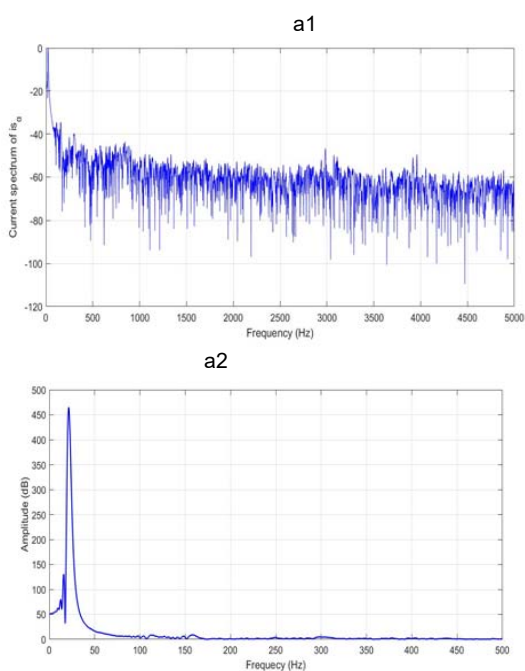 a1
0
-20
-40
-60
-80
-100
-120
Current spectrum of isα
0 500 1000 1500 2000 2500 3000 3500 4000 4500 5000
Frequency (Hz)
a2
500
450
400
350
300
250
200
150
100
50
0
Amplitude (dB)
0 50 100 150 200 250 300 350 400 450 500
Frequecy (Hz)